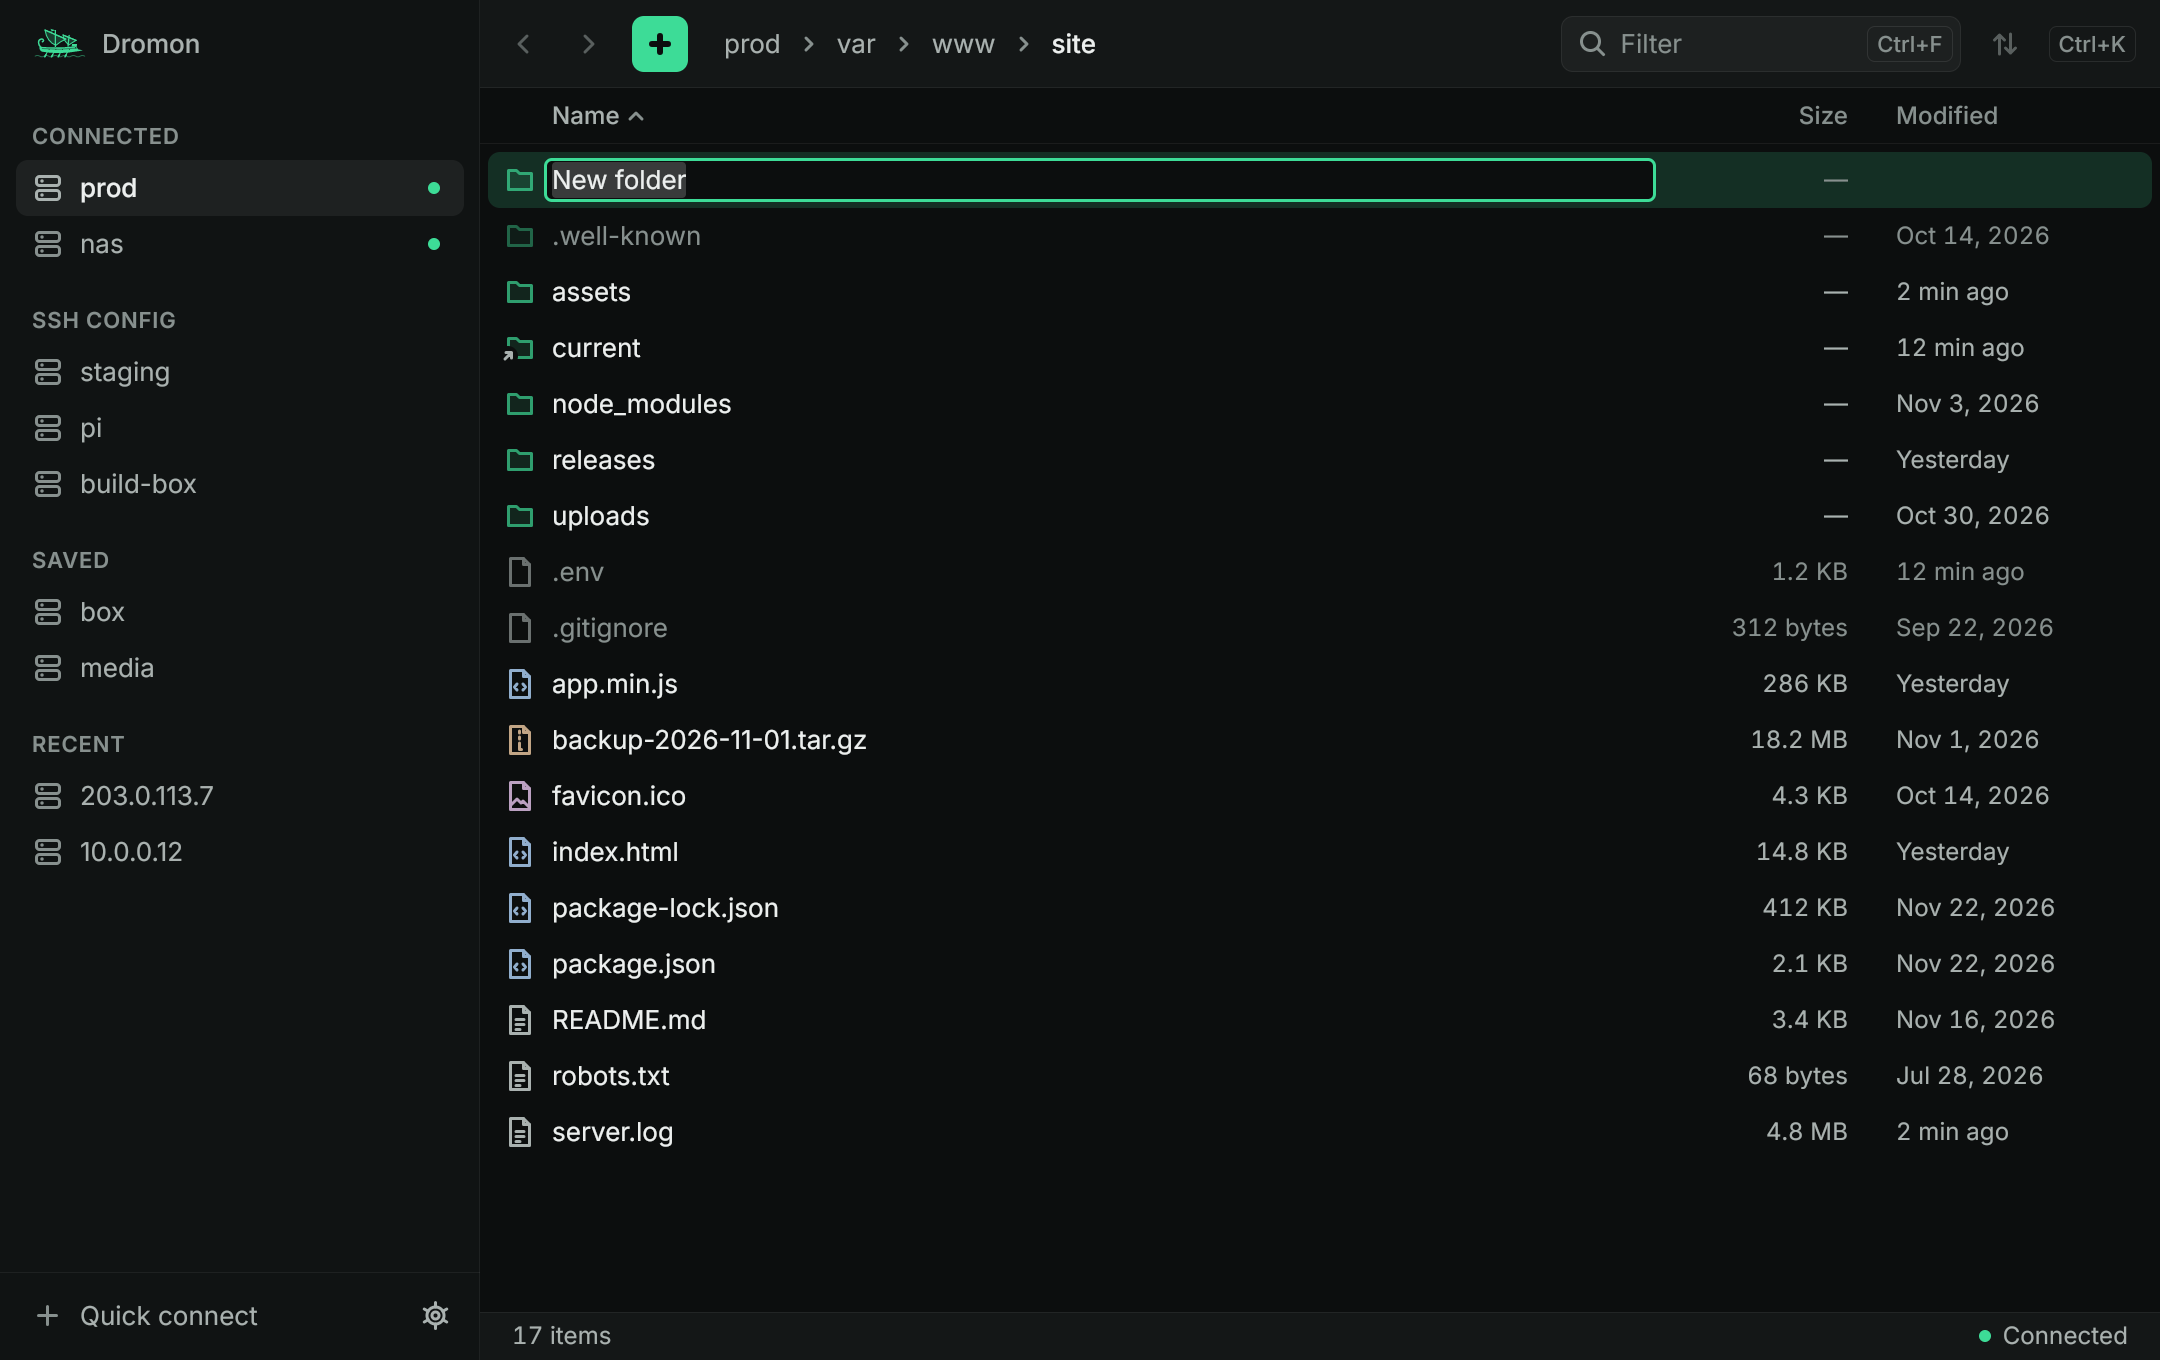 Dromon
CONNECTED
prod
nas
SSH CONFIG
staging
pi
build-box
SAVED
box
media
RECENT
203.0.113.7
10.0.0.12
Quick connect
prod › var › www › site
Filter Ctrl+F Ctrl+K
Name Size Modified
New folder —
.well-known — Oct 14, 2026
assets — 2 min ago
current — 12 min ago
node_modules — Nov 3, 2026
releases — Yesterday
uploads — Oct 30, 2026
.env 1.2 KB 12 min ago
.gitignore 312 bytes Sep 22, 2026
app.min.js 286 KB Yesterday
backup-2026-11-01.tar.gz 18.2 MB Nov 1, 2026
favicon.ico 4.3 KB Oct 14, 2026
index.html 14.8 KB Yesterday
package-lock.json 412 KB Nov 22, 2026
package.json 2.1 KB Nov 22, 2026
README.md 3.4 KB Nov 16, 2026
robots.txt 68 bytes Jul 28, 2026
server.log 4.8 MB 2 min ago
17 items Connected